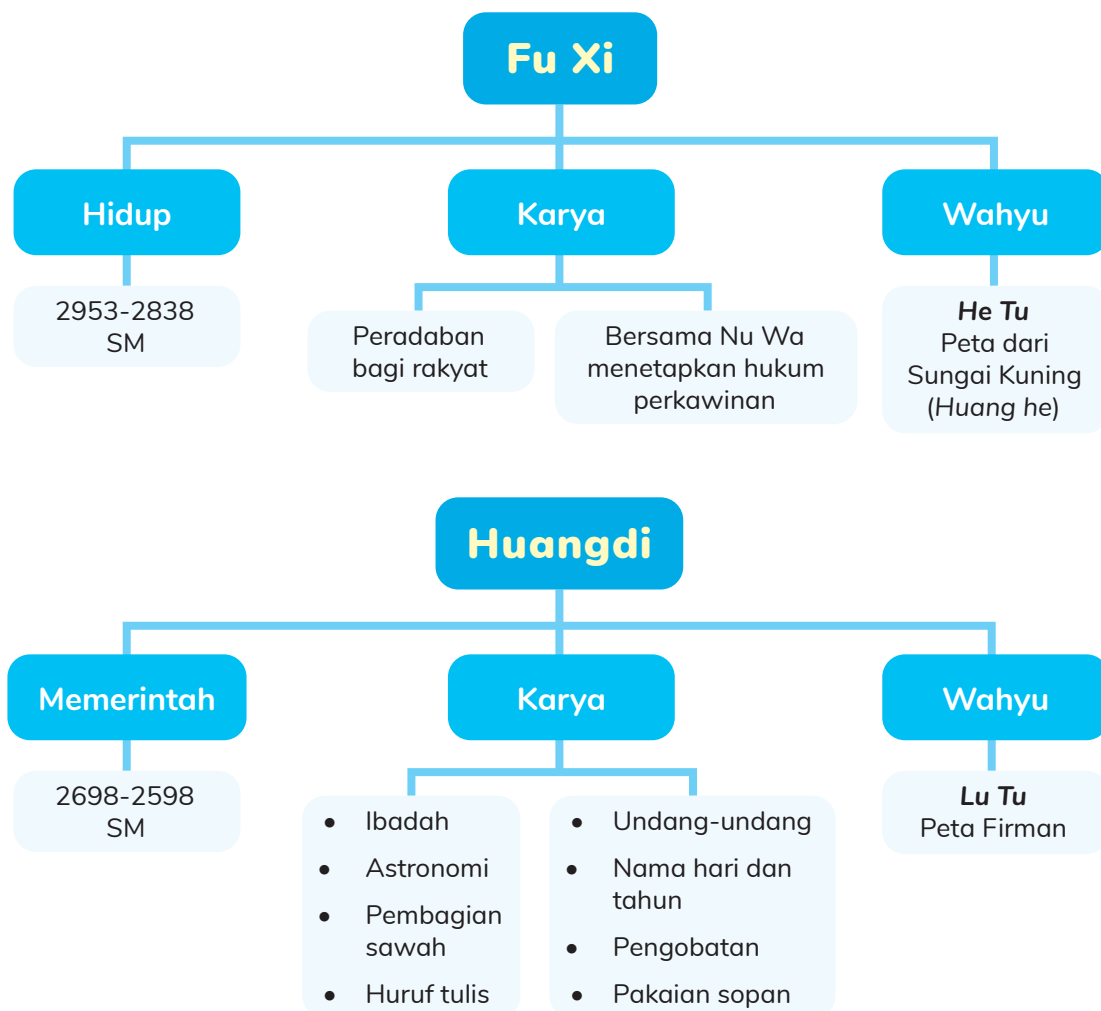 Fu Xi
Hidup
2953-2838
SM
Karya
Peradaban
bagi rakyat
Bersama Nu Wa
menetapkan hukum
perkawinan
Wahyu
He Tu
Peta dari
Sungai Kuning
(Huang he)
Huangdi
Memerintah
2698-2598
SM
Karya
• Ibadah
• Astronomi
• Pembagian
sawah
• Huruf tulis
• Undang-undang
• Nama hari dan
tahun
• Pengobatan
• Pakaian sopan
Wahyu
Lu Tu
Peta Firman